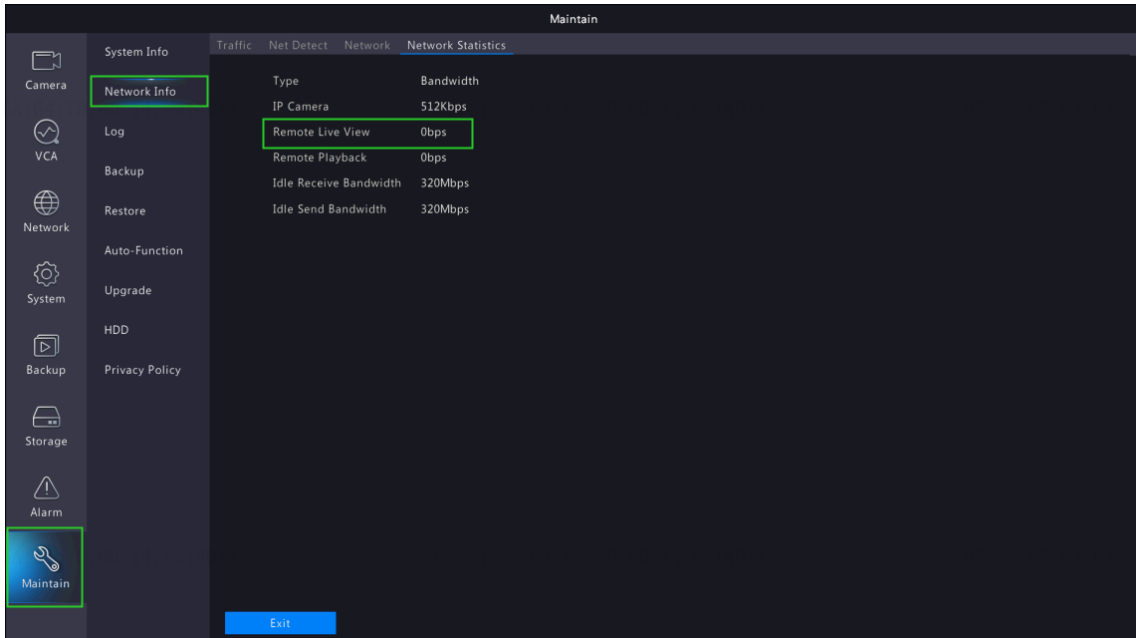 Maintain
Camera
VCA
Network
System
Backup
Storage
Alarm
Maintain
System Info
Network Info
Log
Backup
Restore
Auto-Function
Upgrade
HDD
Privacy Policy
Traffic Net Detect Network Network Statistics
Type Bandwidth
IP Camera 512Kbps
Remote Live View 0bps
Remote Playback 0bps
Idle Receive Bandwidth 320Mbps
Idle Send Bandwidth 320Mbps
Exit